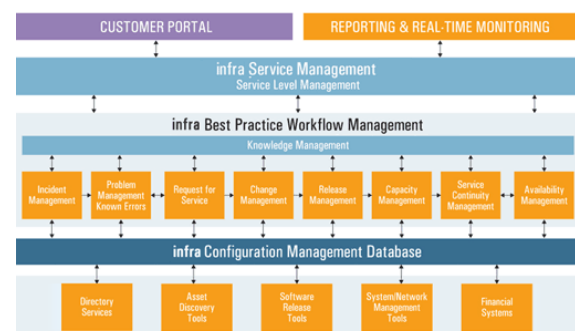 CUSTOMER PORTAL
REPORTING & REAL-TIME MONITORING
infra Service Management
Service Level Management
infra Best Practice Workflow Management
Knowledge Management
Incident
Management
Problem
Management
Known Errors
Request for
Service
Change
Management
Release
Management
Capacity
Management
Service
Continuity
Management
Availability
Management
infra Configuration Management Database
Directory
Services
Asset
Discovery
Tools
Software
Release
Tools
System/Network
Management
Tools
Financial
Systems